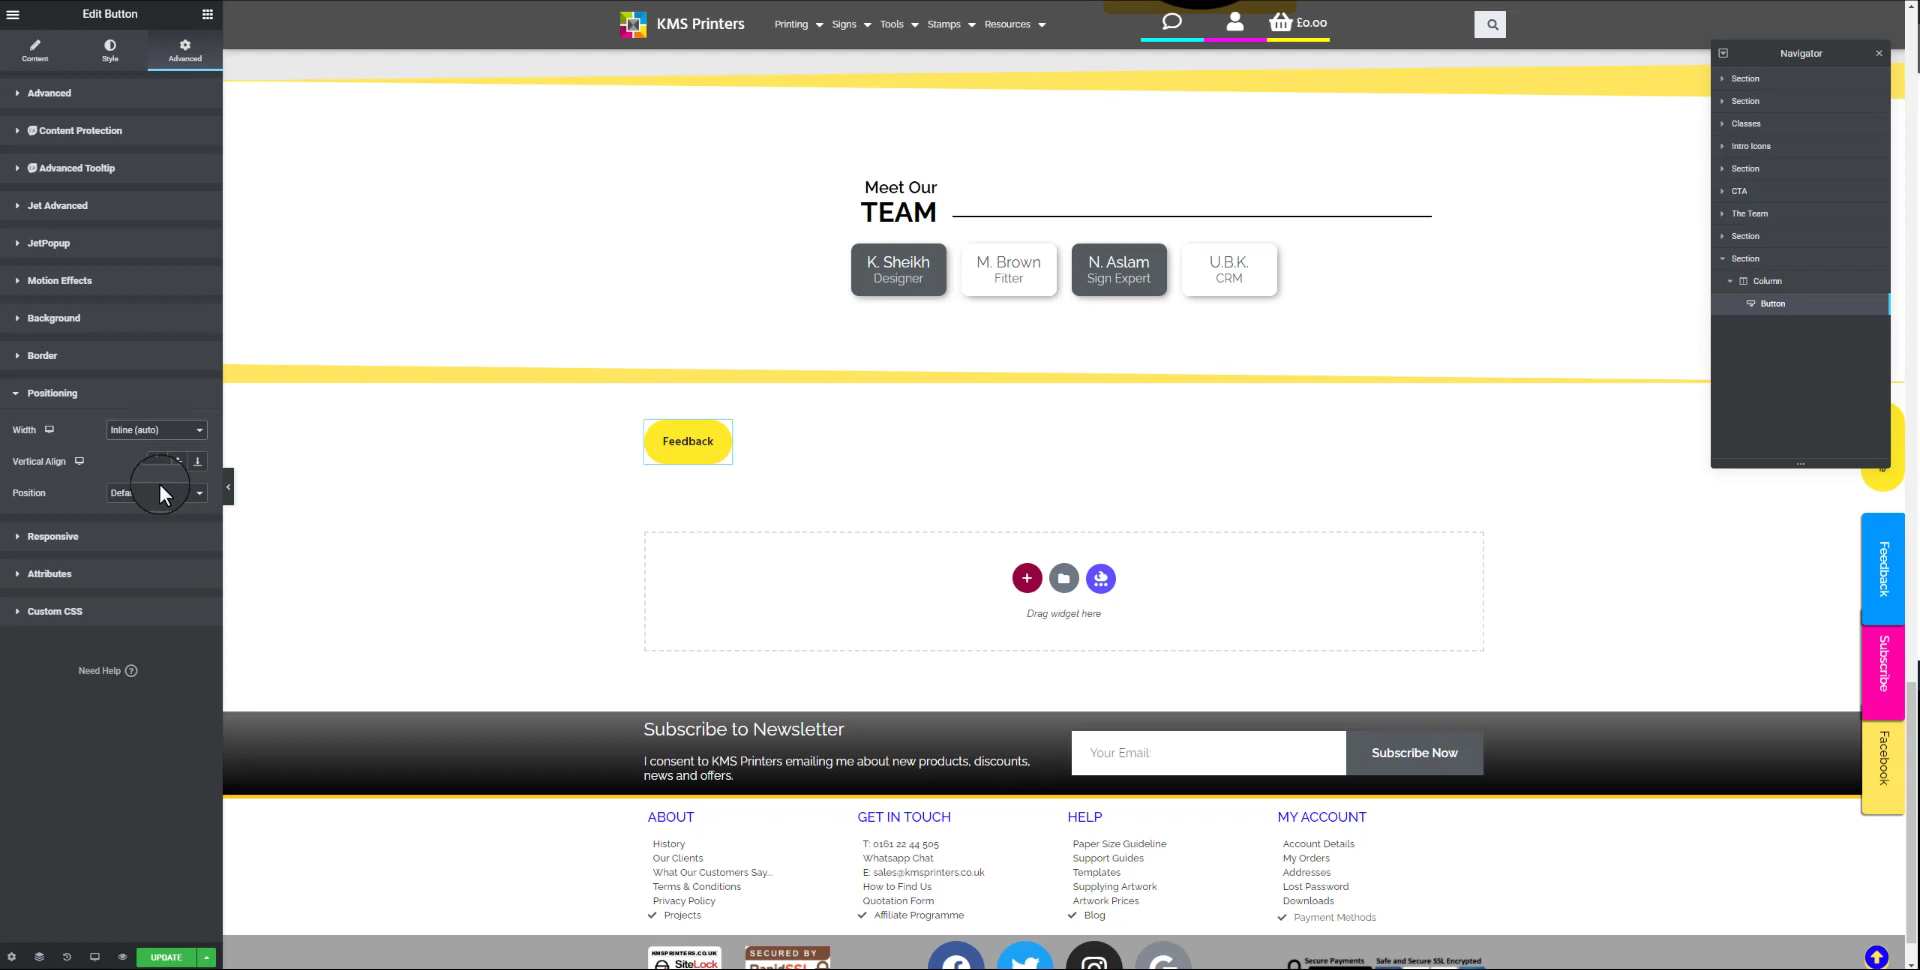 Edit Button
Content
Style
Advanced
Advanced
Content Protection
Advanced Tooltip
Jet Advanced
JetPopup
Motion Effects
Background
Border
Positioning
Width
Inline (auto)
Vertical Align
Position
Responsive
Attributes
Custom CSS
Need Help
UPDATE
KMS Printers
Printing
Signs
Tools
Stamps
Resources
£0.00
Meet Our
TEAM
K. Sheikh
Designer
M. Brown
Fitter
N. Aslam
Sign Expert
U.B.K.
CRM
Feedback
Drag widget here
Navigator
Section
Section
Classes
Intro Icons
Section
CTA
The Team
Section
Section
Column
Button
Feedback
Subscribe
Facebook
Subscribe to Newsletter
I consent to KMS Printers emailing me about new products, discounts,
news and offers.
Your Email:
Subscribe Now
ABOUT
History
Our Clients
What Our Customers Say...
Terms & Conditions
Privacy Policy
Projects
GET IN TOUCH
T: 0161 22 44 505
Whatsapp Chat
E: sales@kmsprinters.co.uk
How to Find Us
Quotation Form
Affiliate Programme
HELP
Paper Size Guideline
Support Guides
Templates
Supplying Artwork
Artwork Prices
Blog
MY ACCOUNT
Account Details
My Orders
Addresses
Lost Password
Downloads
Payment Methods
KMSPRINTERS.CO.UK
SiteLock
SECURED BY
RapidSSL
Secure Payments
Safe and Secure SSL Encrypted